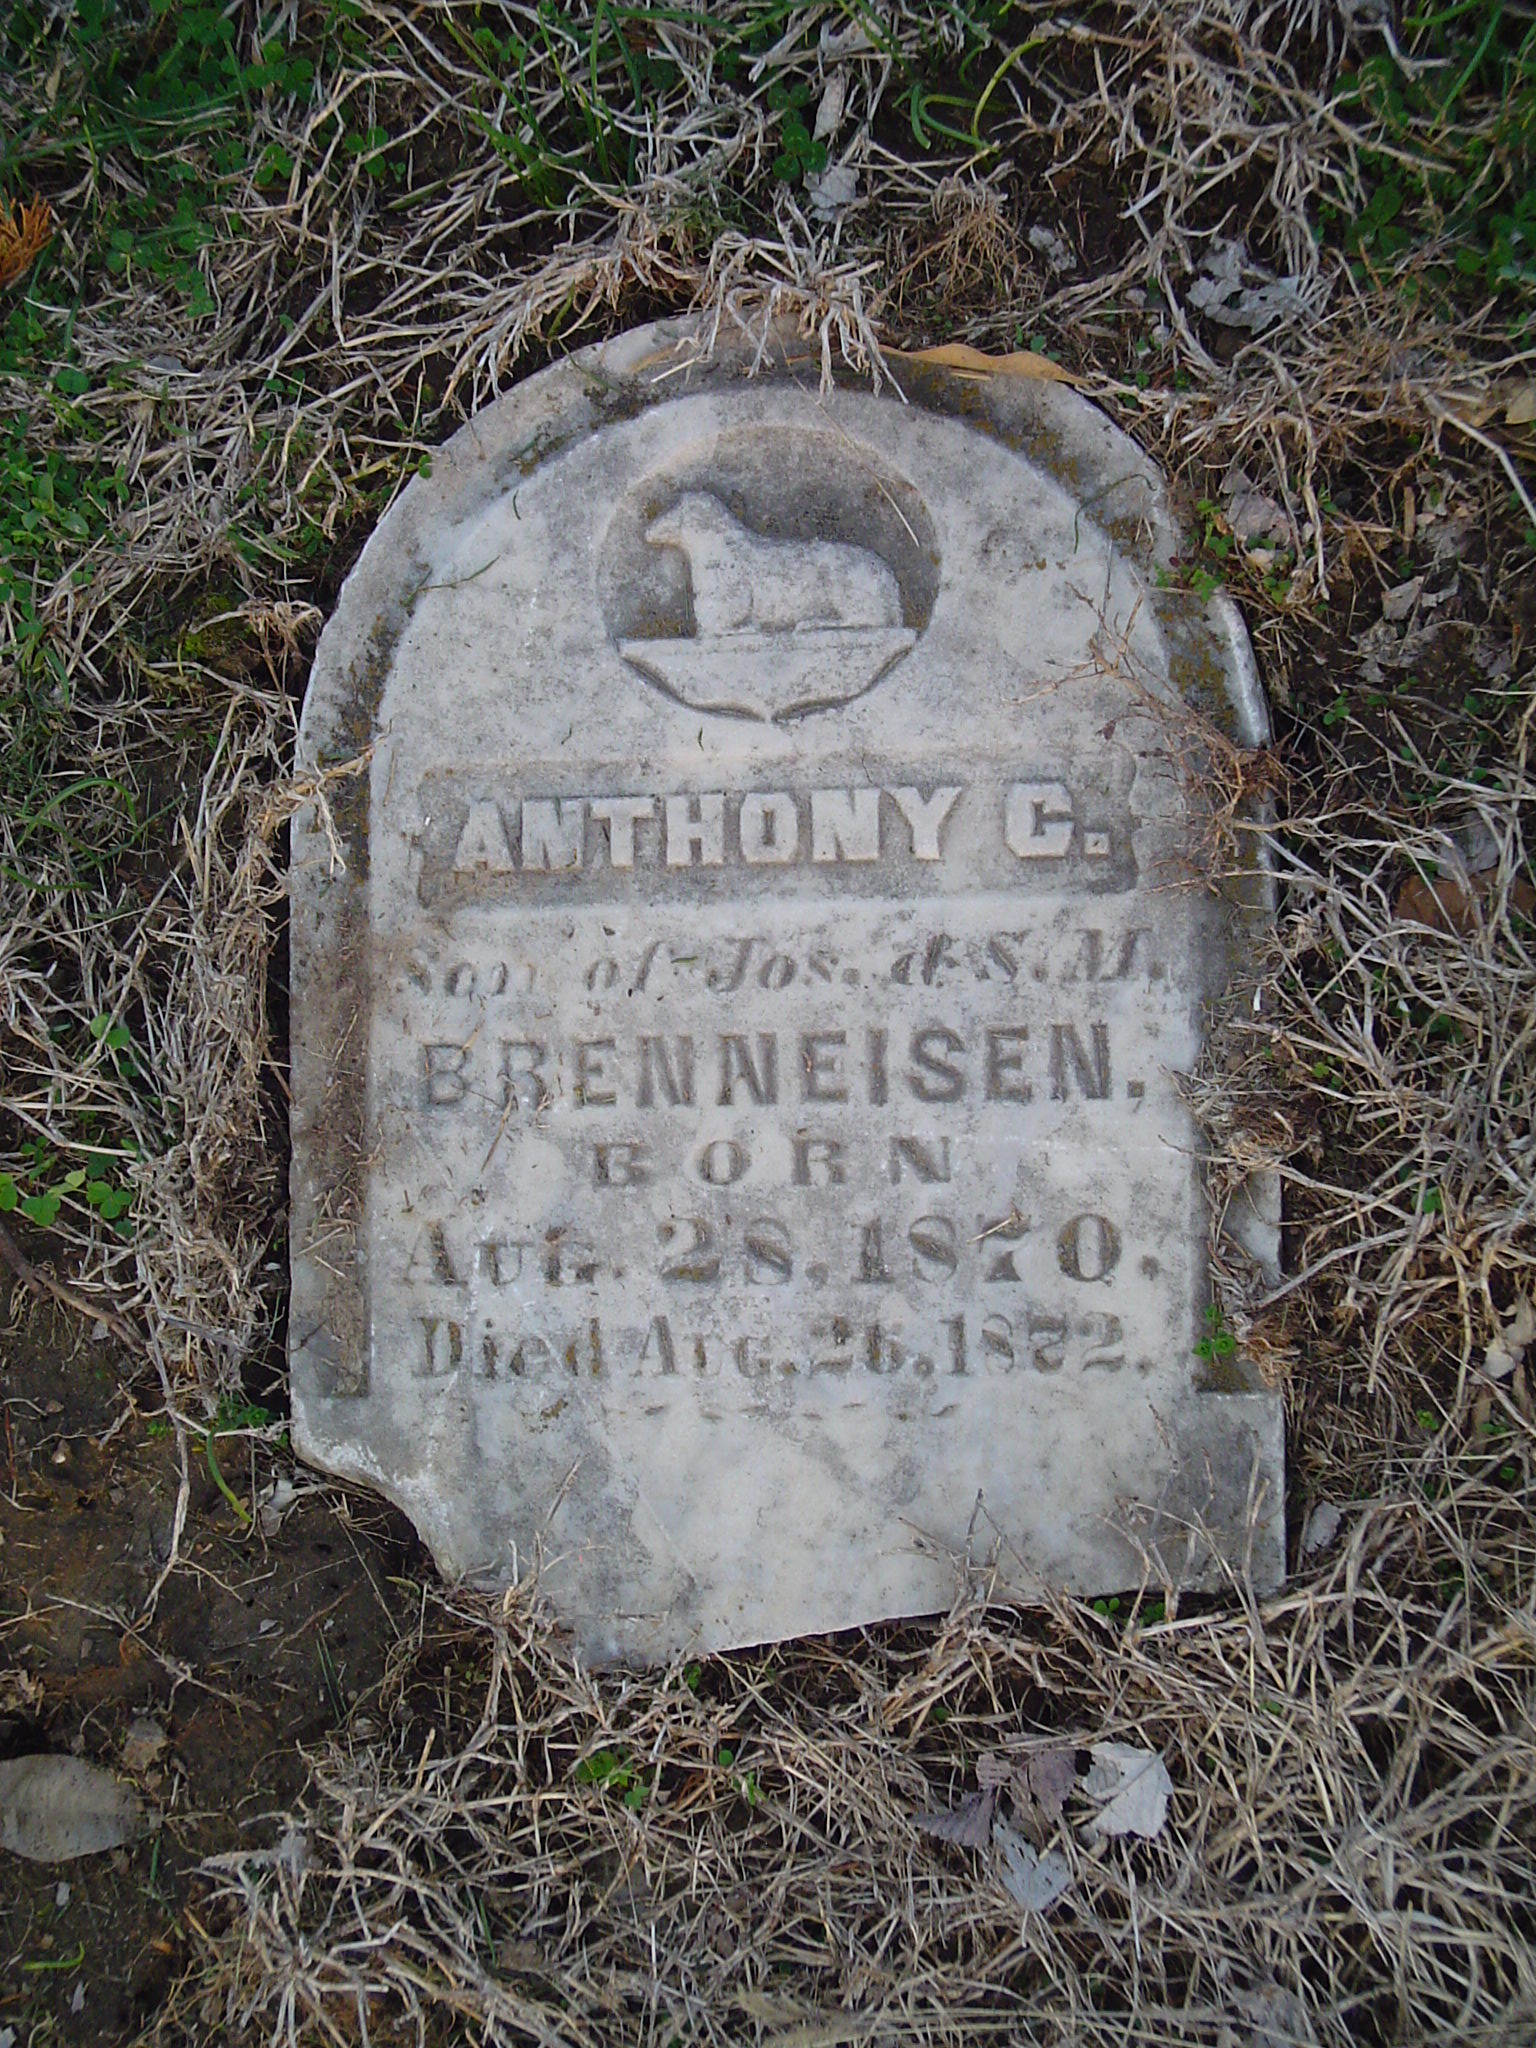 ANTHONY C.
Son of Jos. & S. M.
BRENNEISEN.
BORN
AUG. 28, 1870.
Died AUG. 26, 1872.